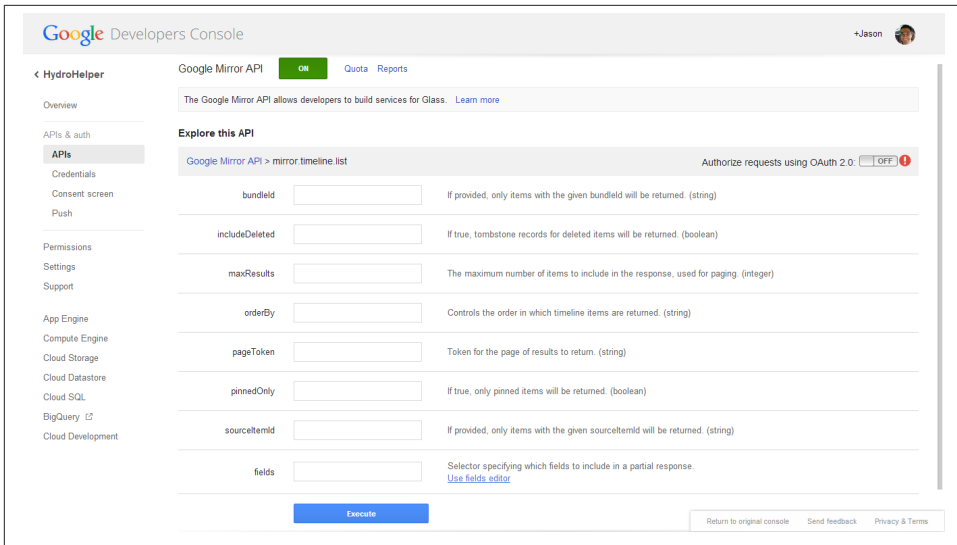 Google Developers Console
+Jason
< HydroHelper
Overview
APIs & auth
APIs
Credentials
Consent screen
Push
Permissions
Settings
Support
App Engine
Compute Engine
Cloud Storage
Cloud Datastore
Cloud SQL
BigQuery
Cloud Development
Google Mirror API ON Quota Reports
The Google Mirror API allows developers to build services for Glass. Learn more
Explore this API
Google Mirror API > mirror.timeline.list Authorize requests using OAuth 2.0: OFF !
bundleId If provided, only items with the given bundleId will be returned. (string)
includeDeleted If true, tombstone records for deleted items will be returned. (boolean)
maxResults The maximum number of items to include in the response, used for paging. (integer)
orderBy Controls the order in which timeline items are returned. (string)
pageToken Token for the page of results to return. (string)
pinnedOnly If true, only pinned items will be returned. (boolean)
sourceItemId If provided, only items with the given sourceItemId will be returned. (string)
fields Selector specifying which fields to include in a partial response.
Use fields editor
Execute
Return to original console Send feedback Privacy & Terms